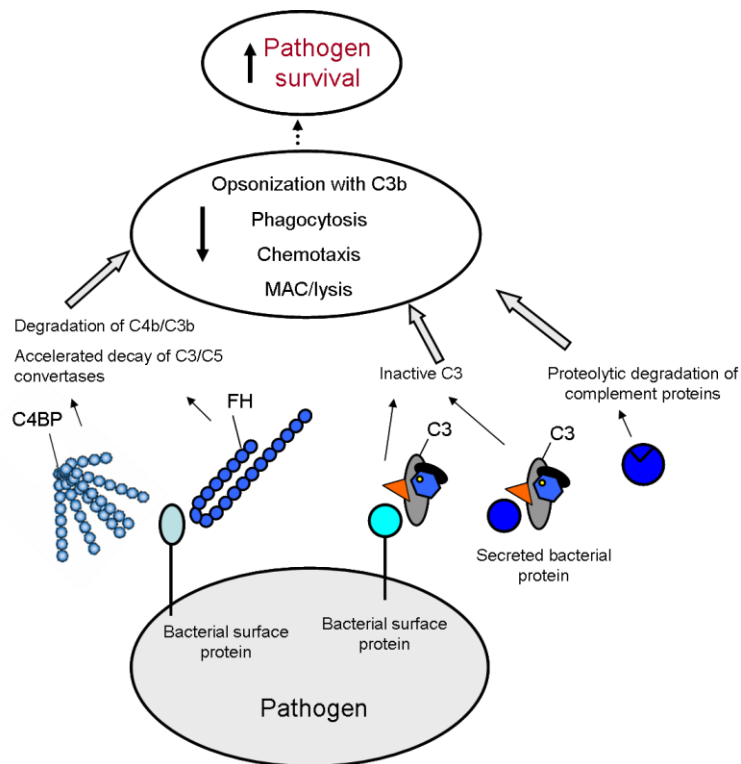 Pathogen
survival
Opsonization with C3b
Phagocytosis
Chemotaxis
MAC/lysis
Degradation of C4b/C3b
Accelerated decay of C3/C5
convertases
Inactive C3
Proteolytic degradation of
complement proteins
C4BP
FH
C3
C3
Secreted bacterial
protein
Bacterial surface
protein
Bacterial surface
protein
Pathogen